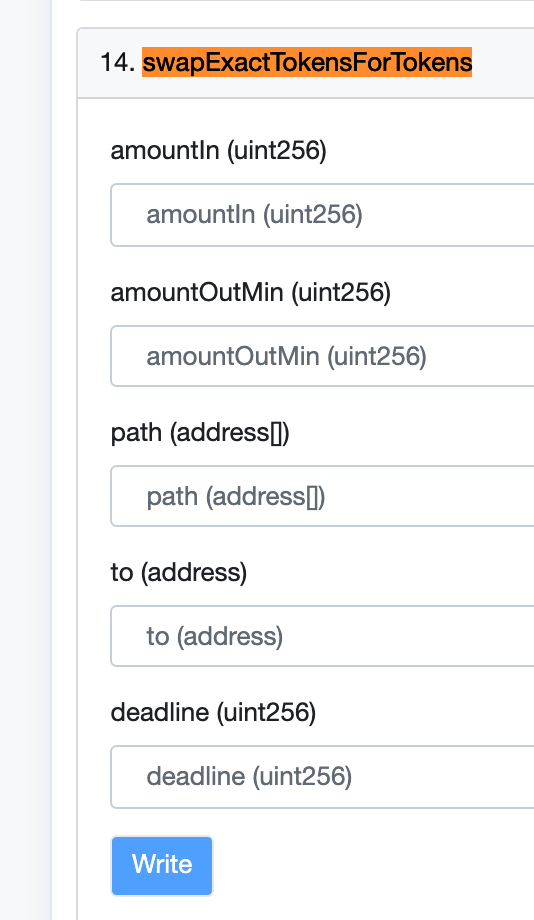 14. swapExactTokensForTokens
amountIn (uint256)
amountIn (uint256)
amountOutMin (uint256)
amountOutMin (uint256)
path (address[])
path (address[])
to (address)
to (address)
deadline (uint256)
deadline (uint256)
Write